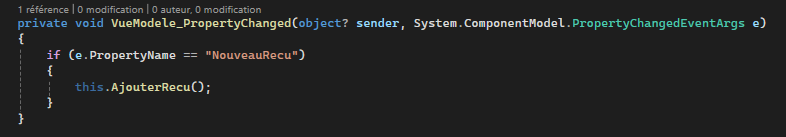 1 référence | 0 modification | 0 auteur, 0 modification
private void VueModele_PropertyChanged(object? sender, System.ComponentModel.PropertyChangedEventArgs e)
{
if (e.PropertyName == "NouveauRecu")
{
this.AjouterRecu();
}
}